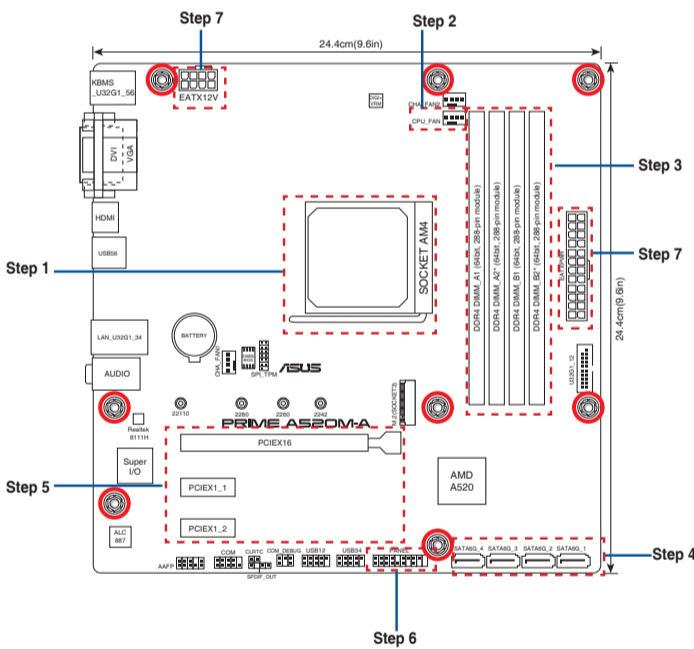 Step 7
Step 2
24.4cm(9.6in)
KBMS
_U32G1_56
EATX12V
DIGI+
VRM
CHA_FAN2
CPU_FAN
DVI
VGA
Step 3
HDMI
USB56
SOCKET AM4
DDR4 DIMM_A1 (64bit, 288-pin module)
DDR4 DIMM_A2* (64bit, 288-pin module)
DDR4 DIMM_B1 (64bit, 288-pin module)
DDR4 DIMM_B2* (64bit, 288-pin module)
EATXPWR
Step 7
Step 1
24.4cm(9.6in)
LAN_U32G1_34
BATTERY
CHA_FAN1
SPI_TPM
ASUS
U32G1_12
AUDIO
M.2(SOCKET3)
22110
2280
2260
2242
PRIME A520M-A
Realtek
8111H
PCIEX16
Super
I/O
AMD
A520
Step 5
PCIEX1_1
PCIEX1_2
ALC
887
AAFP
COM
CLRTC
COM_DEBUG
USB12
USB34
PANEL
SATA6G_4
SATA6G_3
SATA6G_2
SATA6G_1
Step 4
SPDIF_OUT
Step 6